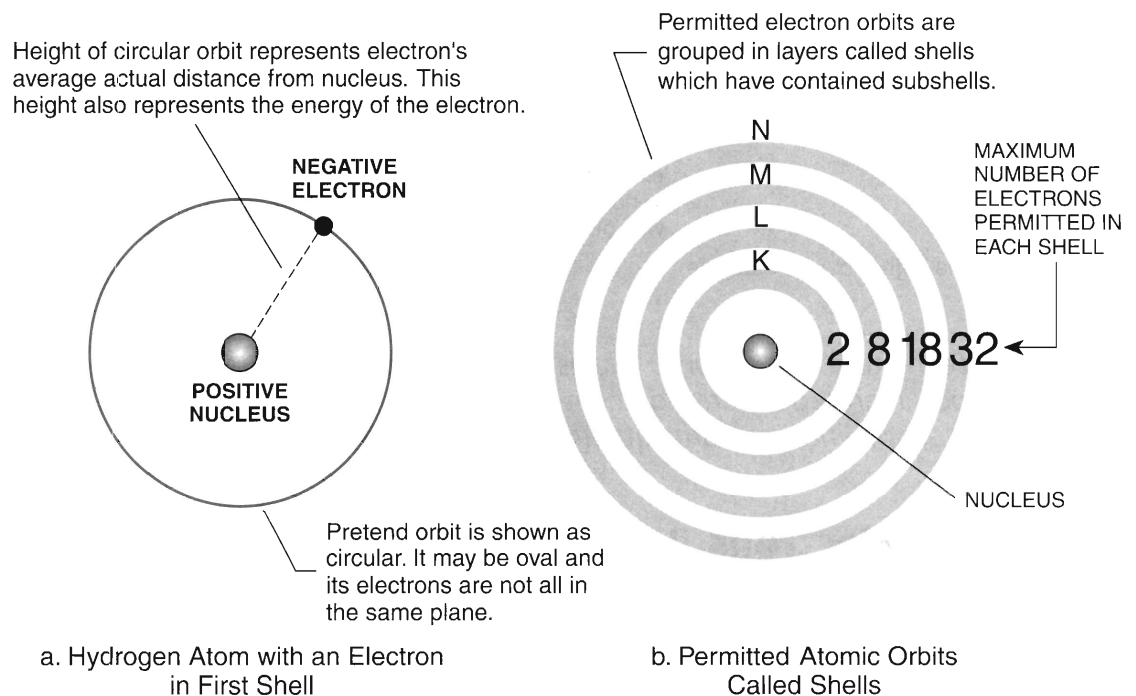 Height of circular orbit represents electron's
average actual distance from nucleus. This
height also represents the energy of the electron.
NEGATIVE
ELECTRON
POSITIVE
NUCLEUS
Pretend orbit is shown as
circular. It may be oval and
its electrons are not all in
the same plane.
a. Hydrogen Atom with an Electron
in First Shell
Permitted electron orbits are
grouped in layers called shells
which have contained subshells.
N
M
L
K
MAXIMUM
NUMBER OF
ELECTRONS
PERMITTED IN
EACH SHELL
2 8 18 32
NUCLEUS
b. Permitted Atomic Orbits
Called Shells